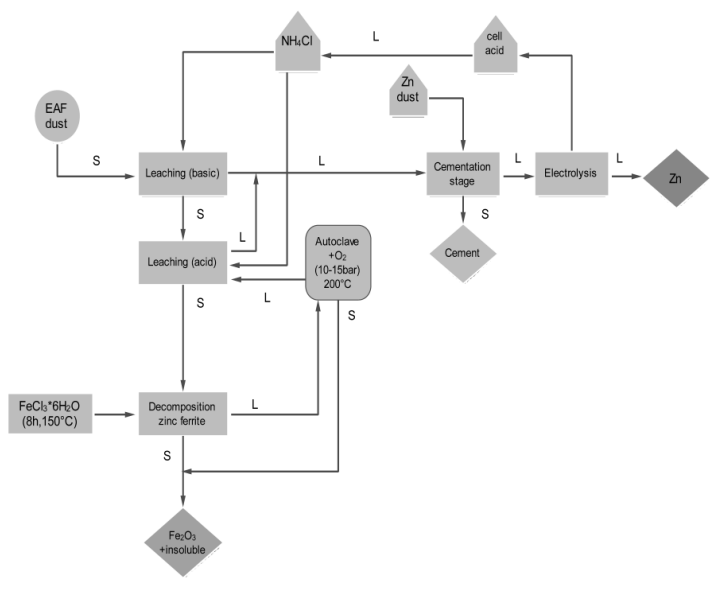 NH₄Cl
L
cell
acid
Zn
dust
EAF
dust
S
Leaching (basic)
L
Cementation
stage
L
Electrolysis
L
Zn
S
L
S
Leaching (acid)
Autoclave
+O₂
(10-15bar)
200°C
Cement
L
S
S
FeCl₃*6H₂O
(8h,150°C)
Decomposition
zinc ferrite
L
S
Fe₂O₃
+insoluble